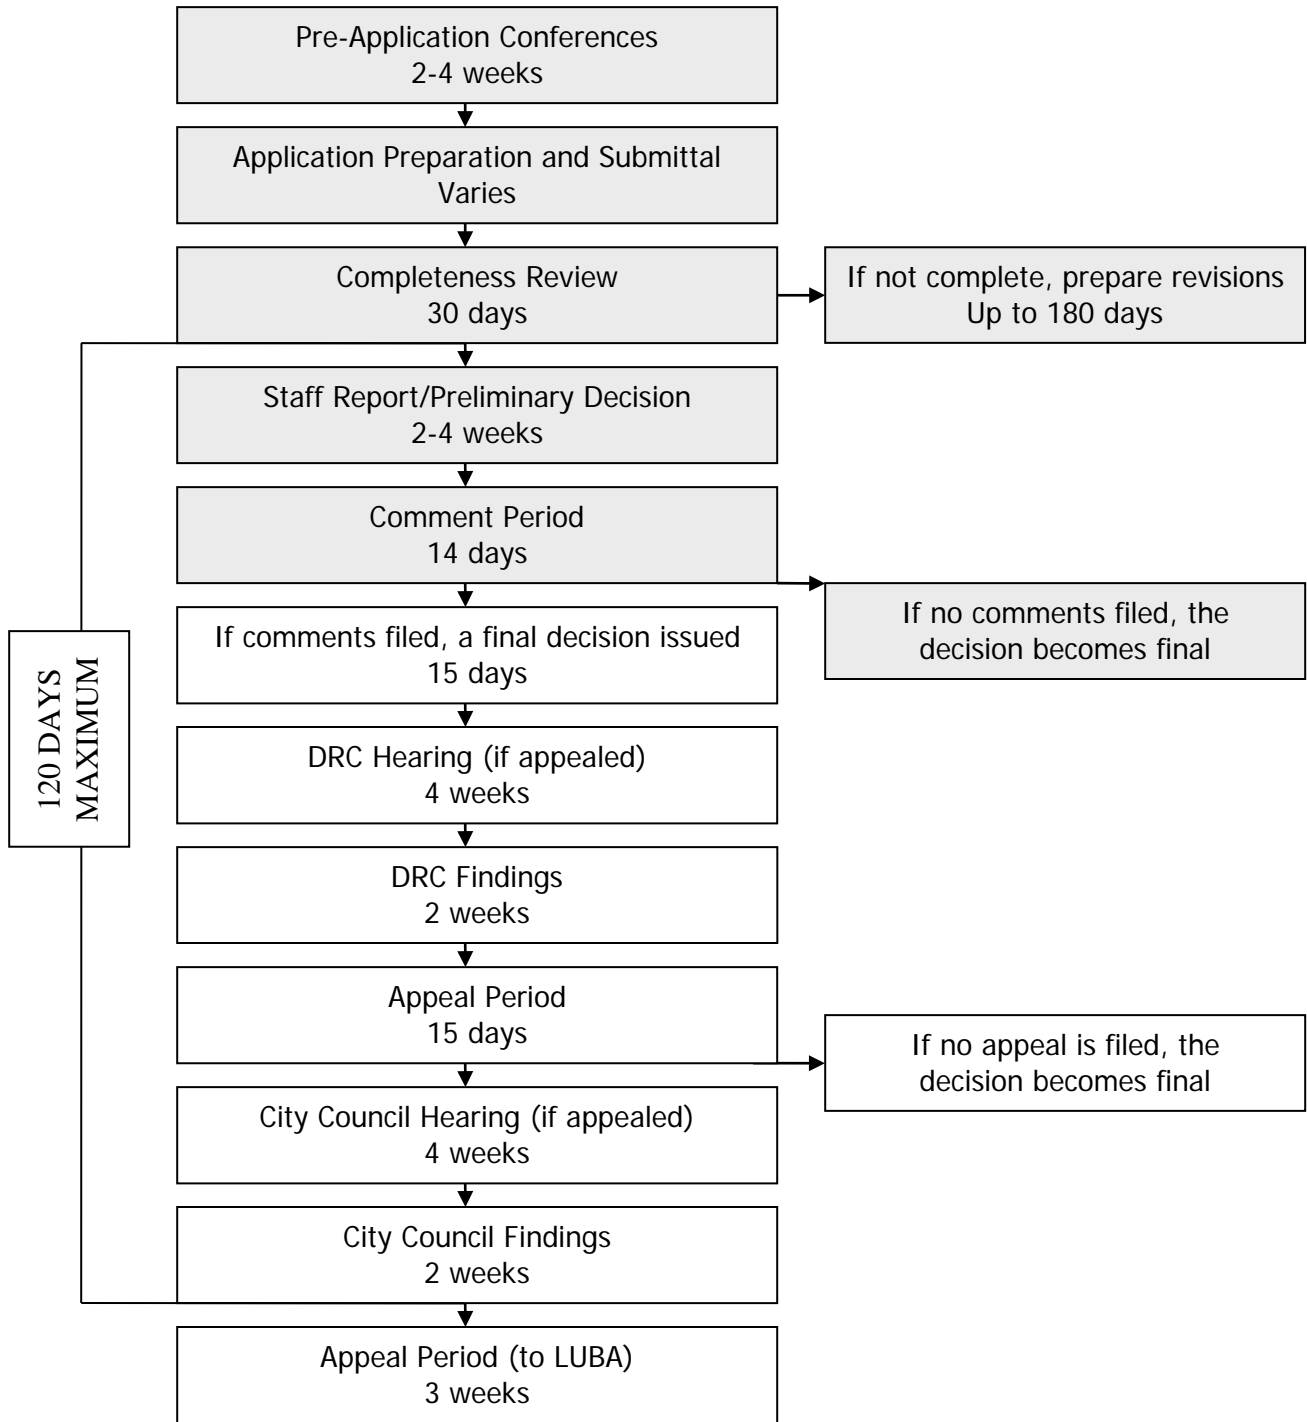 Pre-Application Conferences
2-4 weeks
Application Preparation and Submittal
Varies
Completeness Review
30 days
If not complete, prepare revisions
Up to 180 days
Staff Report/Preliminary Decision
2-4 weeks
Comment Period
14 days
If no comments filed, the
decision becomes final
If comments filed, a final decision issued
15 days
120 DAYS
MAXIMUM
DRC Hearing (if appealed)
4 weeks
DRC Findings
2 weeks
Appeal Period
15 days
If no appeal is filed, the
decision becomes final
City Council Hearing (if appealed)
4 weeks
City Council Findings
2 weeks
Appeal Period (to LUBA)
3 weeks